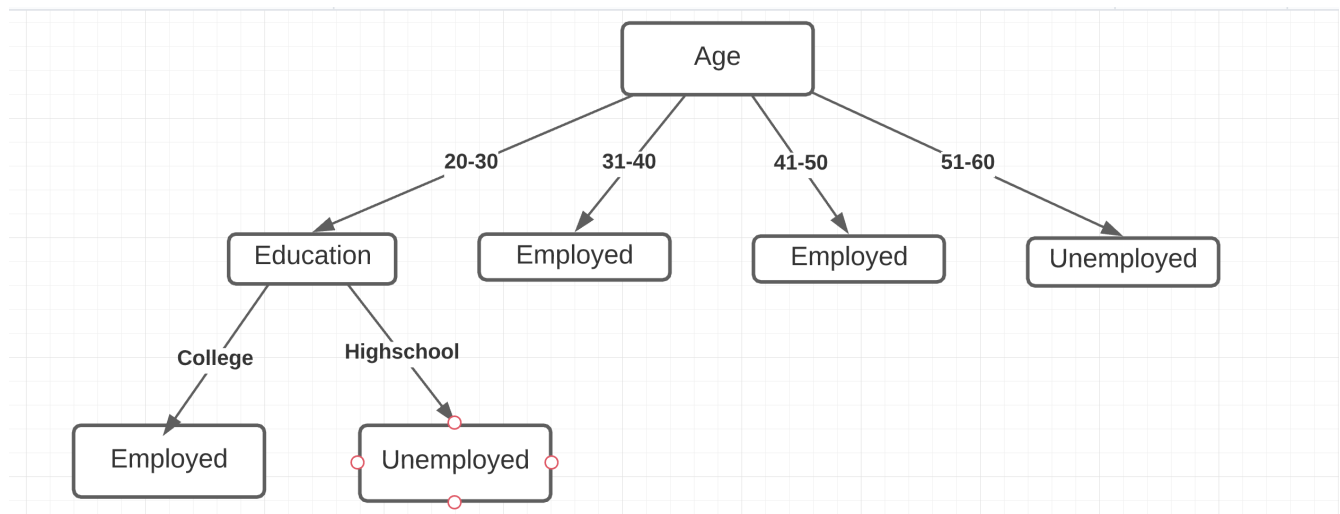 Age
20-30
31-40
41-50
51-60
Education
Employed
Employed
Unemployed
College
Highschool
Employed
Unemployed